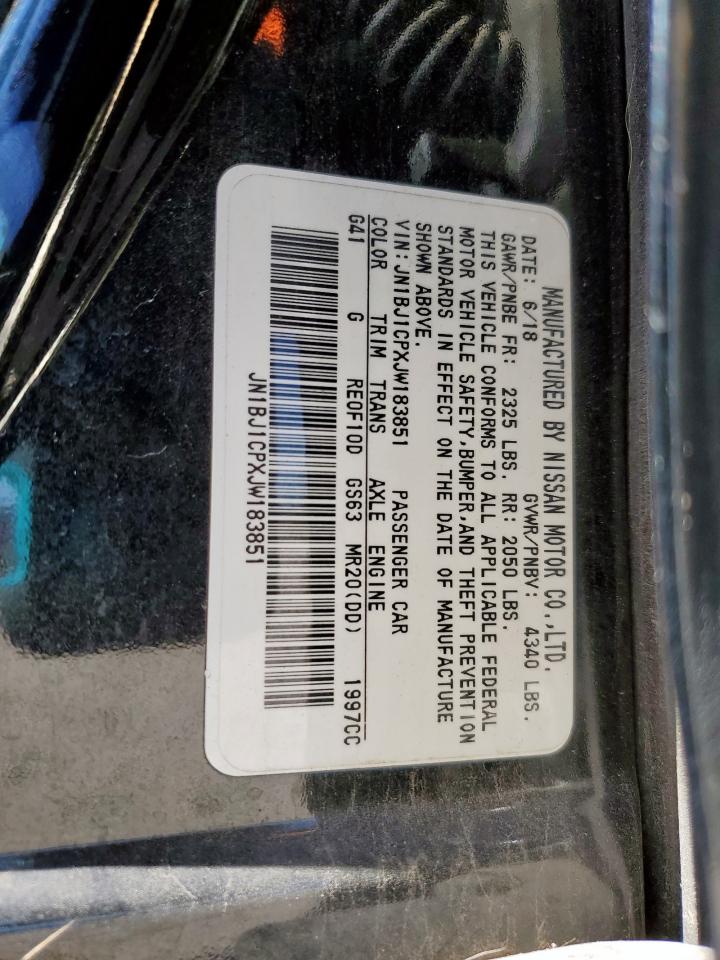 MANUFACTURED BY NISSAN MOTOR CO.,LTD.
DATE: 6/18 GVWR/PNBV: 4340 LBS.
GAWR/PNBE FR: 2325 LBS. RR: 2050 LBS.
THIS VEHICLE CONFORMS TO ALL APPLICABLE FEDERAL
MOTOR VEHICLE SAFETY,BUMPER,AND THEFT PREVENTION
STANDARDS IN EFFECT ON THE DATE OF MANUFACTURE
SHOWN ABOVE.
VIN:JN1BJ1CPXJW183851 PASSENGER CAR
COLOR TRIM TRANS AXLE ENGINE
G41 G REOF10D GS63 MR20(DD) 1997CC
JN1BJ1CPXJW183851